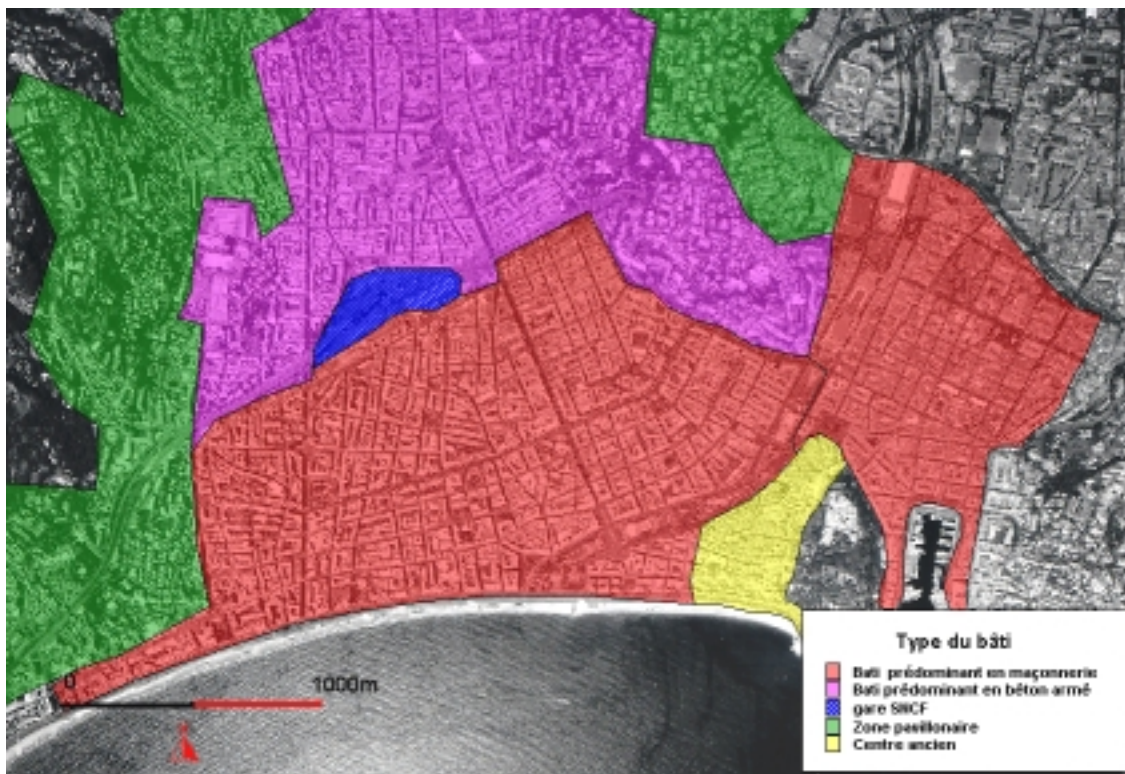 0 1000m
Type du bâti
Bati prédominant en maçonnerie
Bati prédominant en béton armé
gare SNCF
Zone pavillonaire
Centre ancien